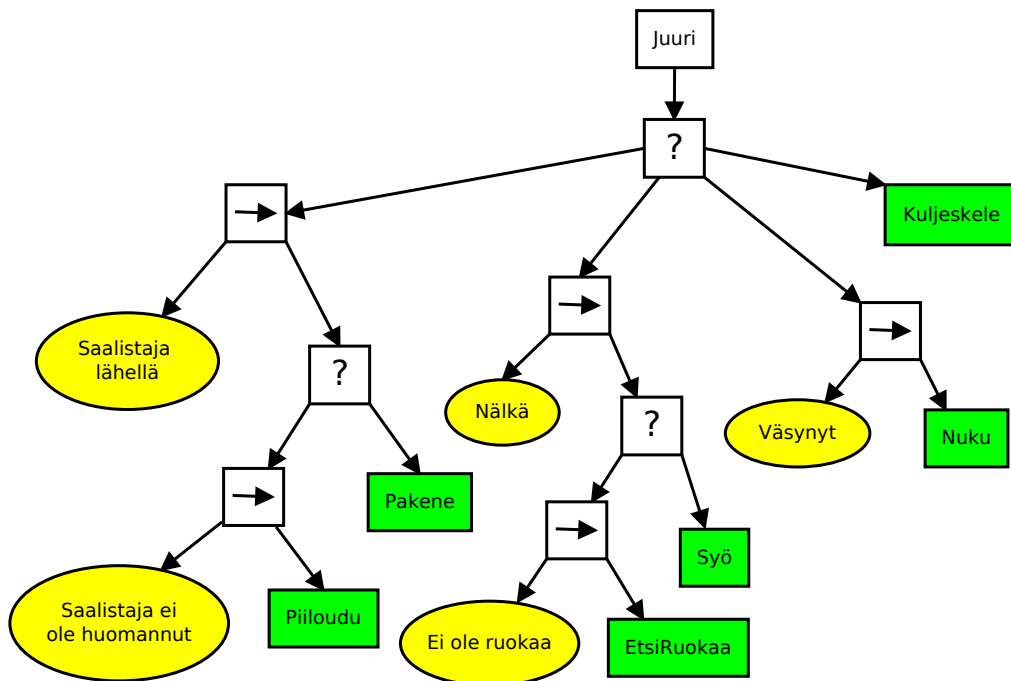 Juuri
?
Kuljeskele
Saalistaja
lähellä
?
Nälkä
?
Väsynyt
Nuku
Pakene
Syö
Saalistaja ei
ole huomannut
Piiloudu
Ei ole ruokaa
EtsiRuokaa